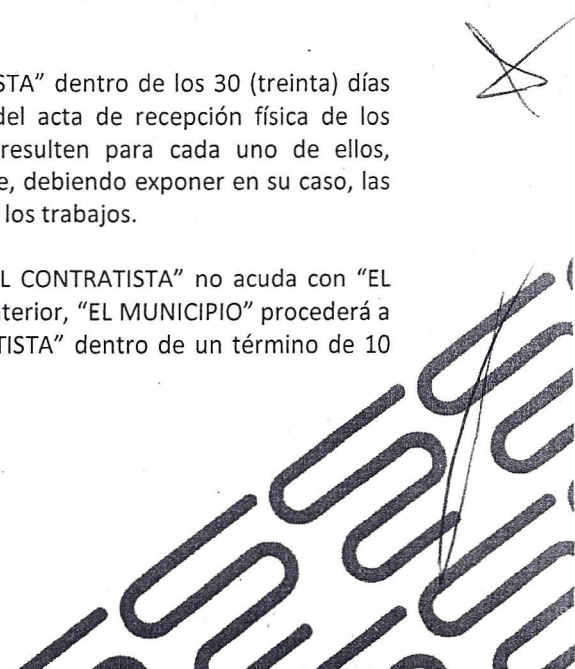 STA” dentro de los 30 (treinta) días
del acta de recepción física de los
resulten para cada uno de ellos,
e, debiendo exponer en su caso, las
los trabajos.
L CONTRATISTA” no acuda con “EL
nterior, “EL MUNICIPIO” procederá a
TISTA” dentro de un término de 10